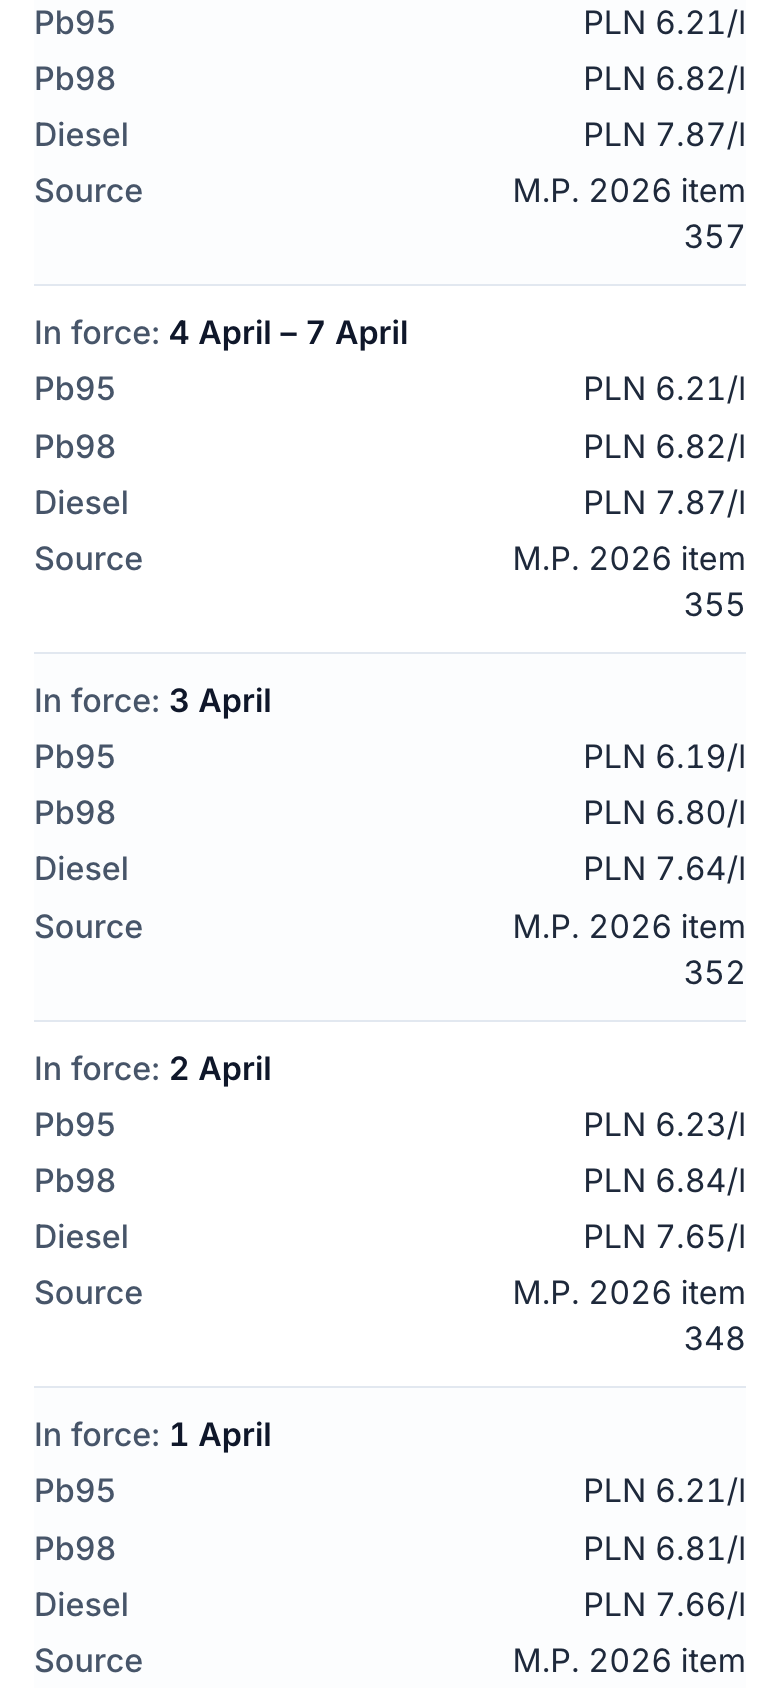 Pb95 PLN 6.21/l
Pb98 PLN 6.82/l
Diesel PLN 7.87/l
Source M.P. 2026 item
357
In force: 4 April – 7 April
Pb95 PLN 6.21/l
Pb98 PLN 6.82/l
Diesel PLN 7.87/l
Source M.P. 2026 item
355
In force: 3 April
Pb95 PLN 6.19/l
Pb98 PLN 6.80/l
Diesel PLN 7.64/l
Source M.P. 2026 item
352
In force: 2 April
Pb95 PLN 6.23/l
Pb98 PLN 6.84/l
Diesel PLN 7.65/l
Source M.P. 2026 item
348
In force: 1 April
Pb95 PLN 6.21/l
Pb98 PLN 6.81/l
Diesel PLN 7.66/l
Source M.P. 2026 item